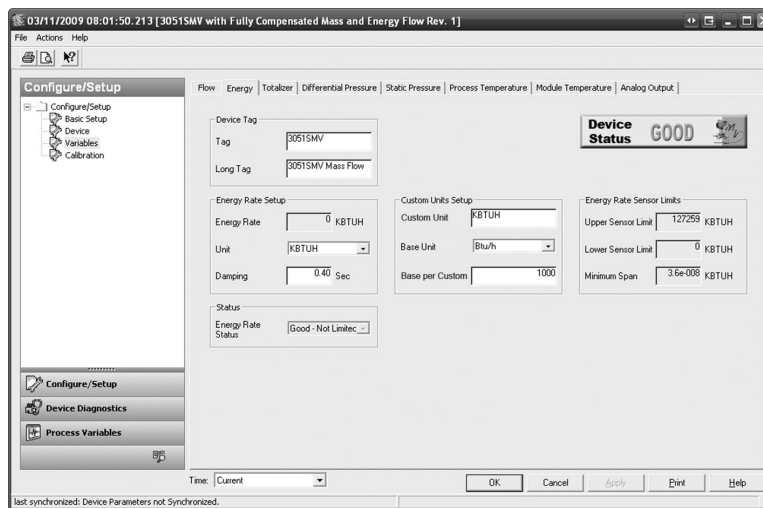 03/11/2009 08:01:50.213 [3051SMV with Fully Compensated Mass and Energy Flow Rev. 1]
File Actions Help
Configure/Setup
Configure/Setup
Basic Setup
Device
Variables
Calibration
Configure/Setup
Device Diagnostics
Process Variables
Flow Energy Totalizer Differential Pressure Static Pressure Process Temperature Module Temperature Analog Output
Device Tag
Tag 3051SMV
Long Tag 3051SMV Mass Flow
Device Status GOOD
Energy Rate Setup
Energy Rate 0 KBTUH
Unit KBTUH
Damping 0.40 Sec
Custom Units Setup
Custom Unit KBTUH
Base Unit Btu/h
Base per Custom 1000
Energy Rate Sensor Limits
Upper Sensor Limit 127259 KBTUH
Lower Sensor Limit 0 KBTUH
Minimum Span 3.6e-008 KBTUH
Status
Energy Rate Status Good - Not Limited
Time: Current
OK Cancel Apply Print Help
last synchronized: Device Parameters not Synchronized.